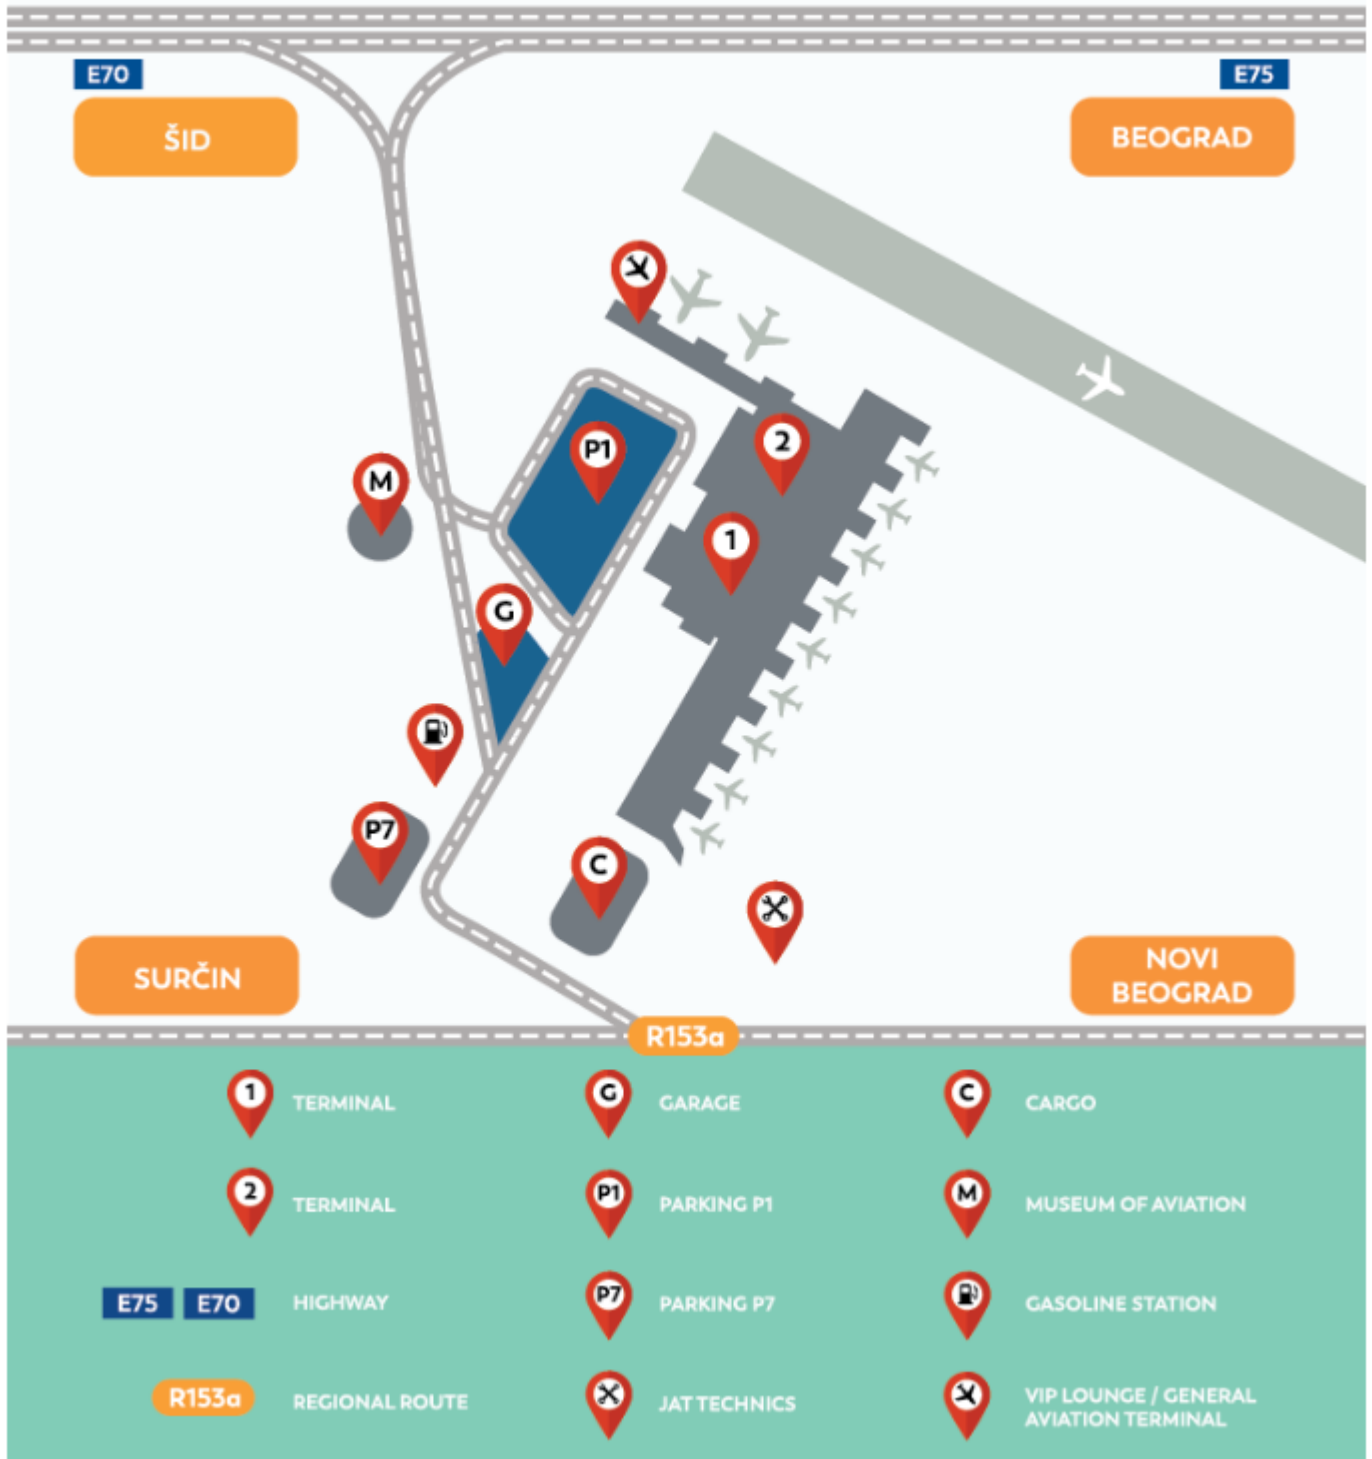 E70
E75
ŠID
BEOGRAD
P1
2
M
1
G
P7
C
SURČIN
NOVI
BEOGRAD
R153a
1 TERMINAL
G GARAGE
C CARGO
2 TERMINAL
P1 PARKING P1
M MUSEUM OF AVIATION
E75 E70 HIGHWAY
P7 PARKING P7
GASOLINE STATION
R153a REGIONAL ROUTE
JAT TECHNICS
VIP LOUNGE / GENERAL
AVIATION TERMINAL